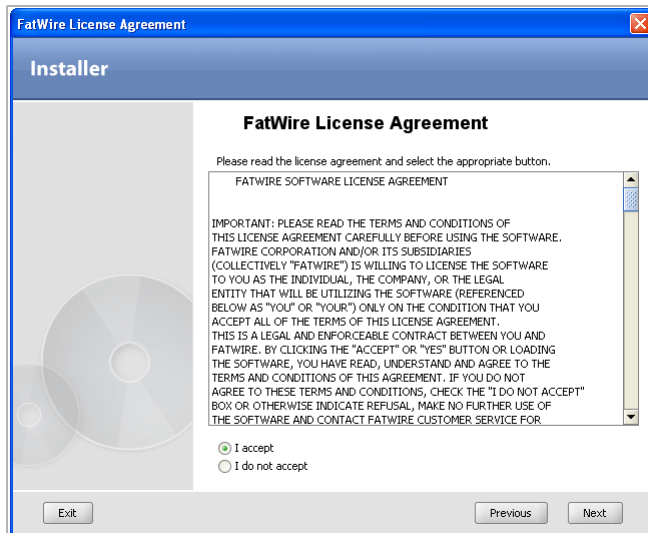 FatWire License Agreement
Installer
FatWire License Agreement
Please read the license agreement and select the appropriate button.
FATWIRE SOFTWARE LICENSE AGREEMENT
IMPORTANT: PLEASE READ THE TERMS AND CONDITIONS OF
THIS LICENSE AGREEMENT CAREFULLY BEFORE USING THE SOFTWARE.
FATWIRE CORPORATION AND/OR ITS SUBSIDIARIES
(COLLECTIVELY "FATWIRE") IS WILLING TO LICENSE THE SOFTWARE
TO YOU AS THE INDIVIDUAL, THE COMPANY, OR THE LEGAL
ENTITY THAT WILL BE UTILIZING THE SOFTWARE (REFERENCED
BELOW AS "YOU" OR "YOUR") ONLY ON THE CONDITION THAT YOU
ACCEPT ALL OF THE TERMS OF THIS LICENSE AGREEMENT.
THIS IS A LEGAL AND ENFORCEABLE CONTRACT BETWEEN YOU AND
FATWIRE. BY CLICKING THE "ACCEPT" OR "YES" BUTTON OR LOADING
THE SOFTWARE, YOU HAVE READ, UNDERSTAND AND AGREE TO THE
TERMS AND CONDITIONS OF THIS AGREEMENT. IF YOU DO NOT
AGREE TO THESE TERMS AND CONDITIONS, CHECK THE "I DO NOT ACCEPT"
BOX OR OTHERWISE INDICATE REFUSAL, MAKE NO FURTHER USE OF
THE SOFTWARE AND CONTACT FATWIRE CUSTOMER SERVICE FOR
I accept
I do not accept
Exit
Previous
Next